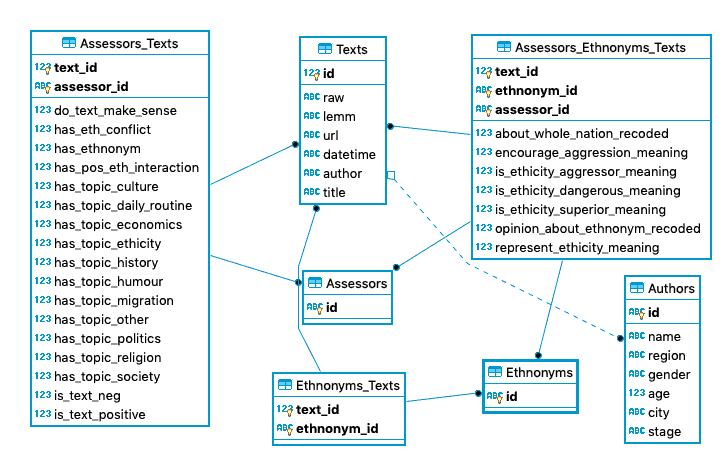 Assessors_Texts
123 text_id
ABC assessor_id
123 do_text_make_sense
123 has_eth_conflict
123 has_ethnonym
123 has_pos_eth_interaction
123 has_topic_culture
123 has_topic_daily_routine
123 has_topic_economics
123 has_topic_ethicity
123 has_topic_history
123 has_topic_humour
123 has_topic_migration
123 has_topic_other
123 has_topic_politics
123 has_topic_religion
123 has_topic_society
123 is_text_neg
123 is_text_positive
Texts
123 id
ABC raw
ABC lemm
ABC url
ABC datetime
ABC author
ABC title
Assessors_Ethnonyms_Texts
123 text_id
ABC ethnonym_id
ABC assessor_id
123 about_whole_nation_recoded
123 encourage_aggression_meaning
123 is_ethicity_aggressor_meaning
123 is_ethicity_dangerous_meaning
123 is_ethicity_superior_meaning
123 opinion_about_ethnonym_recoded
123 represent_ethicity_meaning
Assessors
ABC id
Authors
ABC id
ABC name
ABC region
ABC gender
123 age
ABC city
ABC stage
Ethnonyms_Texts
123 text_id
ABC ethnonym_id
Ethnonyms
ABC id